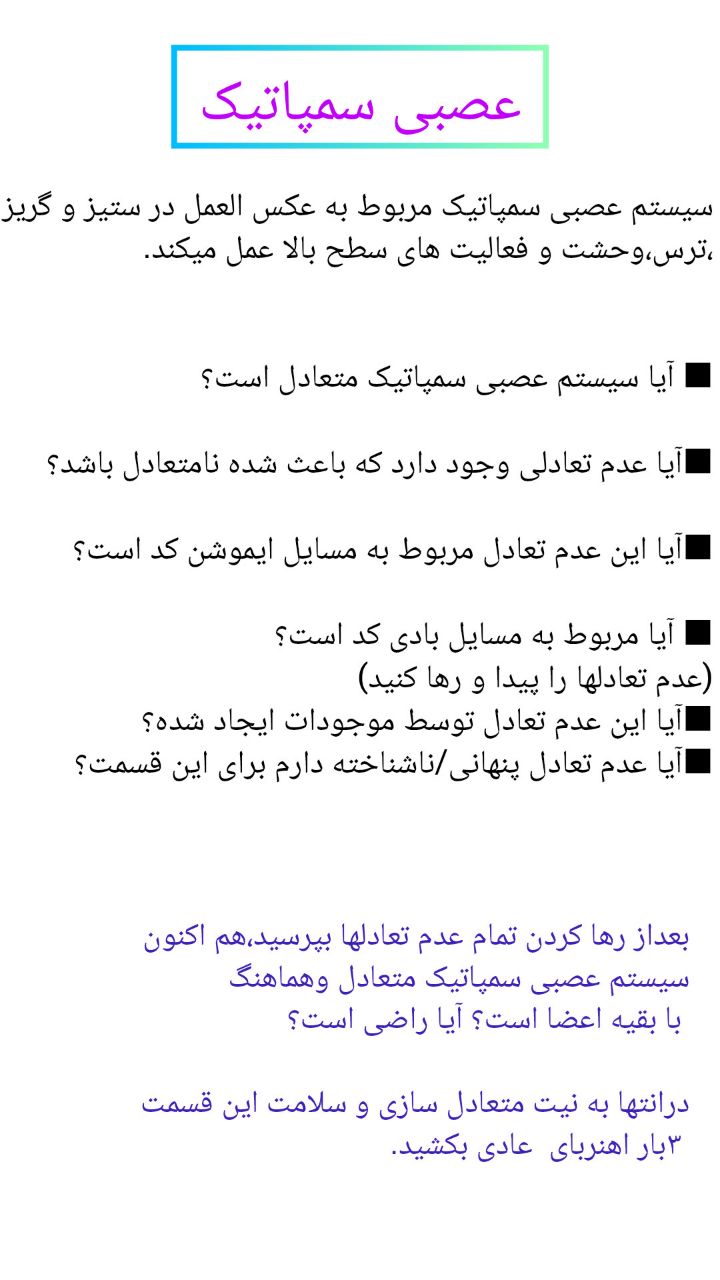 عصبی سمپاتیک
سیستم عصبی سمپاتیک مربوط به عکس العمل در ستیز و گریز
،ترس،وحشت و فعالیت های سطح بالا عمل میکند.
■ آیا سیستم عصبی سمپاتیک متعادل است؟
■آیا عدم تعادلی وجود دارد که باعث شده نامتعادل باشد؟
■آیا این عدم تعادل مربوط به مسایل ایموشن کد است؟
■ آیا مربوط به مسایل بادی کد است؟
(عدم تعادلها را پیدا و رها کنید)
■آیا این عدم تعادل توسط موجودات ایجاد شده؟
■آیا عدم تعادل پنهانی/ناشناخته دارم برای این قسمت؟
بعداز رها کردن تمام عدم تعادلها بپرسید،هم اکنون
سیستم عصبی سمپاتیک متعادل وهماهنگ
با بقیه اعضا است؟ آیا راضی است؟
درانتها به نیت متعادل سازی و سلامت این قسمت
۳بار اهنربای  عادی بکشید.